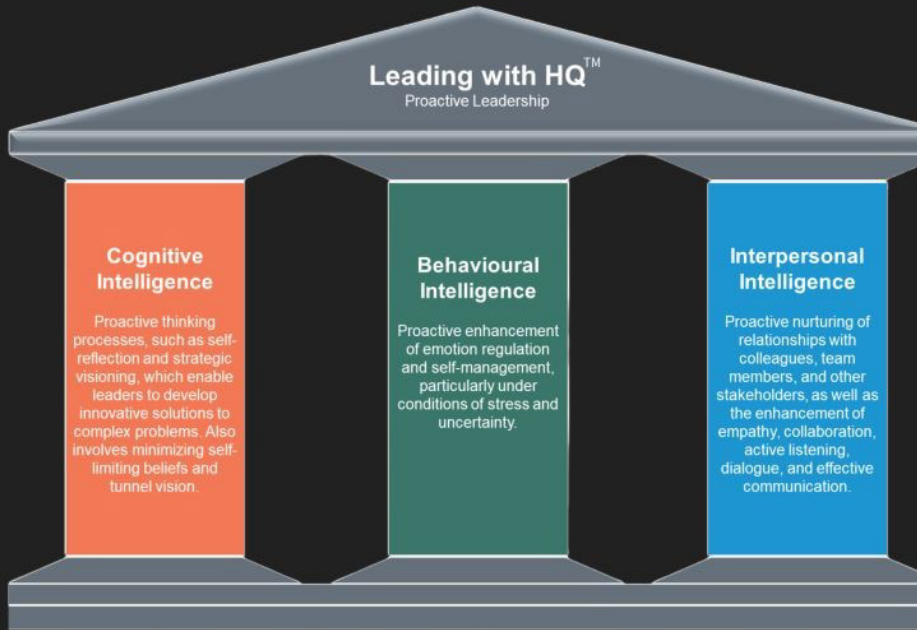 Leading with HQ™
Proactive Leadership
Cognitive
Intelligence
Proactive thinking
processes, such as self-
reflection and strategic
visioning, which enable
leaders to develop
innovative solutions to
complex problems. Also
involves minimizing self-
limiting beliefs and
tunnel vision.
Behavioural
Intelligence
Proactive enhancement
of emotion regulation
and self-management,
particularly under
conditions of stress and
uncertainty.
Interpersonal
Intelligence
Proactive nurturing of
relationships with
colleagues, team
members, and other
stakeholders, as well as
the enhancement of
empathy, collaboration,
active listening,
dialogue, and effective
communication.